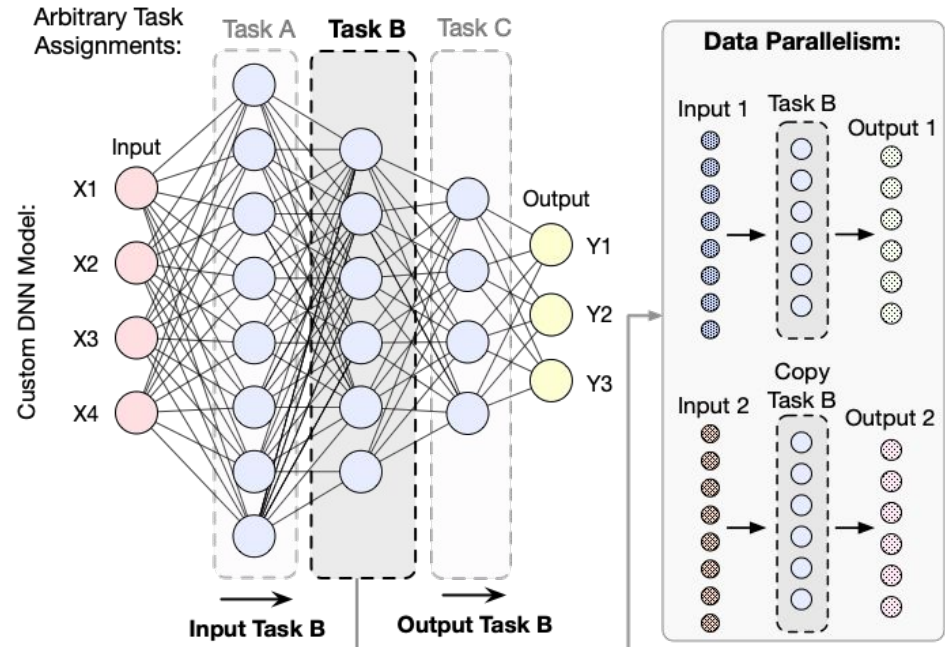 Arbitrary Task
Assignments:
Task A
Task B
Task C
Custom DNN Model:
Input
X1
X2
X3
X4
Output
Y1
Y2
Y3
Input Task B
Output Task B
Data Parallelism:
Input 1
Task B
Output 1
Input 2
Copy
Task B
Output 2